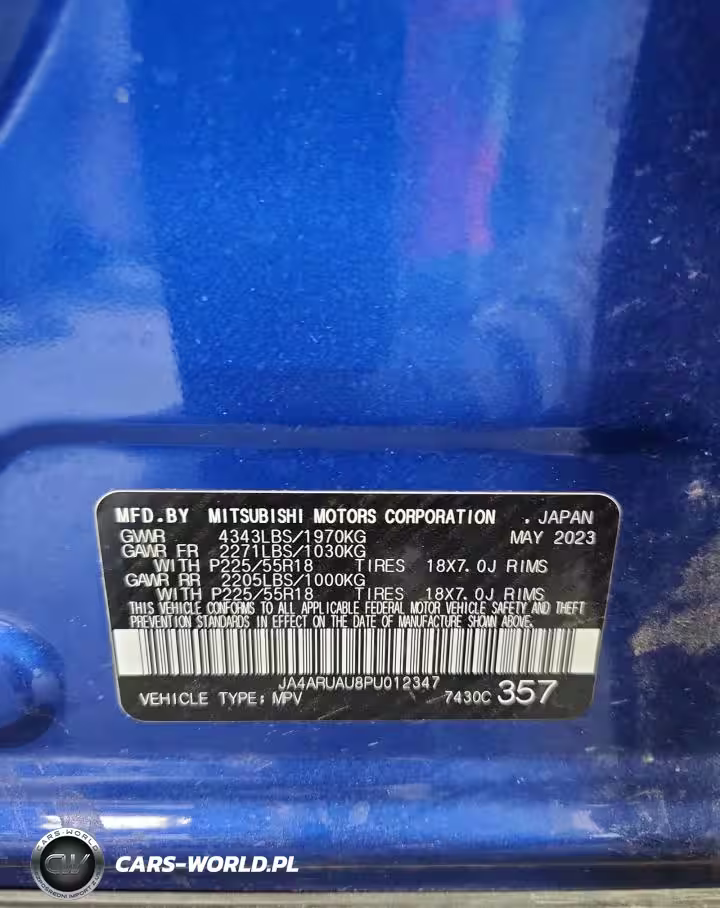 MFD.BY MITSUBISHI MOTORS CORPORATION , JAPAN
GVWR 4343LBS/1970KG MAY 2023
GAWR FR 2271LBS/1030KG
WITH P225/55R18 TIRES 18X7.0J RIMS
GAWR RR 2205LBS/1000KG
WITH P225/55R18 TIRES 18X7.0J RIMS
THIS VEHICLE CONFORMS TO ALL APPLICABLE FEDERAL MOTOR VEHICLE SAFETY AND THEFT
PREVENTION STANDARDS IN EFFECT ON THE DATE OF MANUFACTURE SHOWN ABOVE.
JA4ARUAU8PU012347
VEHICLE TYPE: MPV 7430C 357
CARS-WORLD
CW
CARS-WORLD.PL